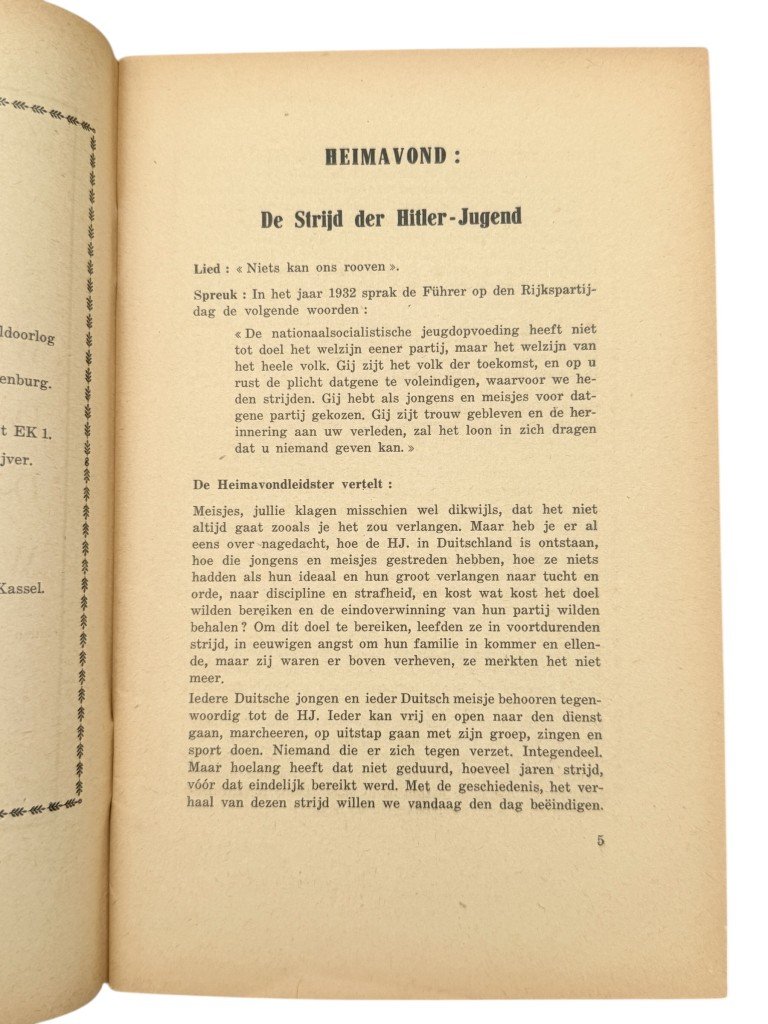 ldoorlog
enburg.
t EK 1.
jver.
Kassel.
HEIMAVOND :
De Strijd der Hitler-Jugend
Lied : « Niets kan ons rooven ».
Spreuk : In het jaar 1932 sprak de Führer op den Rijkspartij-
dag de volgende woorden :
« De nationaalsocialistische jeugdopvoeding heeft niet
tot doel het welzijn eener partij, maar het welzijn van
het heele volk. Gij zijt het volk der toekomst, en op u
rust de plicht datgene te voleindigen, waarvoor we he-
den strijden. Gij hebt als jongens en meisjes voor dat-
gene partij gekozen. Gij zijt trouw gebleven en de her-
innering aan uw verleden, zal het loon in zich dragen
dat u niemand geven kan. »
De Heimavondleidster vertelt :
Meisjes, jullie klagen misschien wel dikwijls, dat het niet
altijd gaat zooals je het zou verlangen. Maar heb je er al
eens over nagedacht, hoe de HJ. in Duitschland is ontstaan,
hoe die jongens en meisjes gestreden hebben, hoe ze niets
hadden als hun ideaal en hun groot verlangen naar tucht en
orde, naar discipline en strafheid, en kost wat kost het doel
wilden bereiken en de eindoverwinning van hun partij wilden
behalen? Om dit doel te bereiken, leefden ze in voortdurenden
strijd, in eeuwigen angst om hun familie in kommer en ellen-
de, maar zij waren er boven verheven, ze merkten het niet
meer.
Iedere Duitsche jongen en ieder Duitsch meisje behooren tegen-
woordig tot de HJ. Ieder kan vrij en open naar den dienst
gaan, marcheeren, op uitstap gaan met zijn groep, zingen en
sport doen. Niemand die er zich tegen verzet. Integendeel.
Maar hoelang heeft dat niet geduurd, hoeveel jaren strijd,
vóór dat eindelijk bereikt werd. Met de geschiedenis, het ver-
haal van dezen strijd willen we vandaag den dag beëindigen.
5